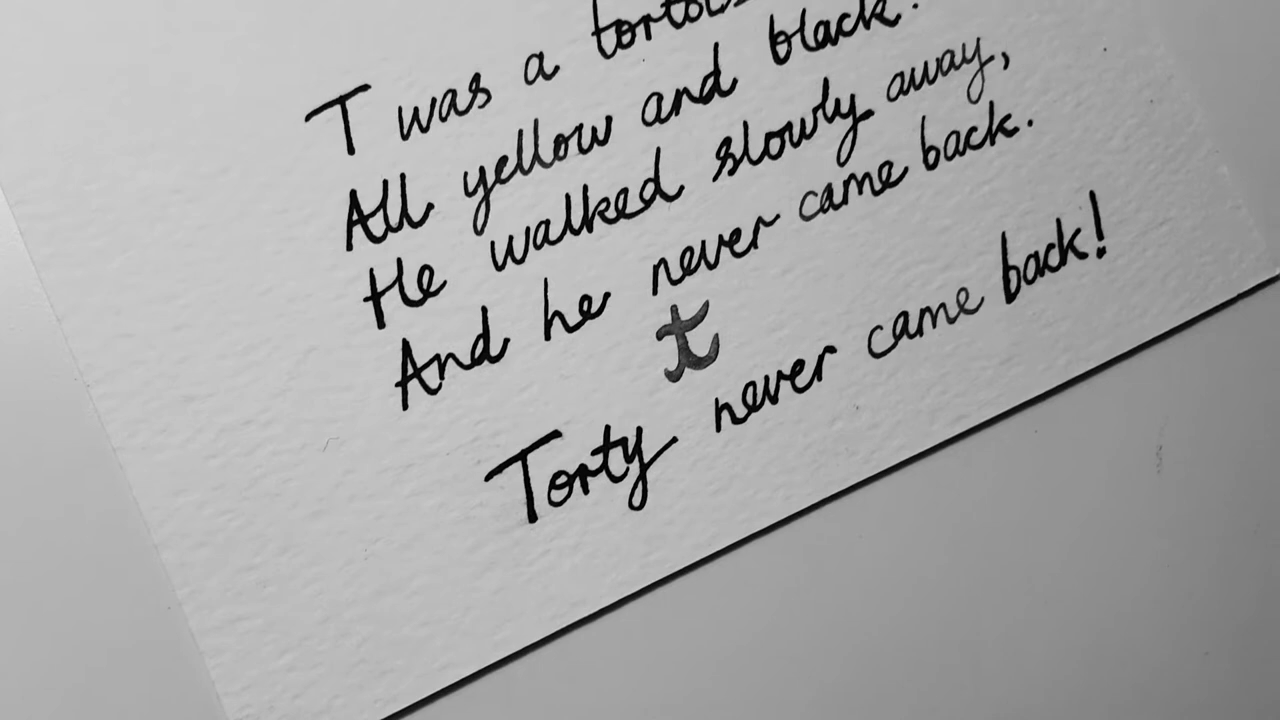 T was a
All yellow and black.
He walked slowly away,
And he never came back.
t
Torty never came back!